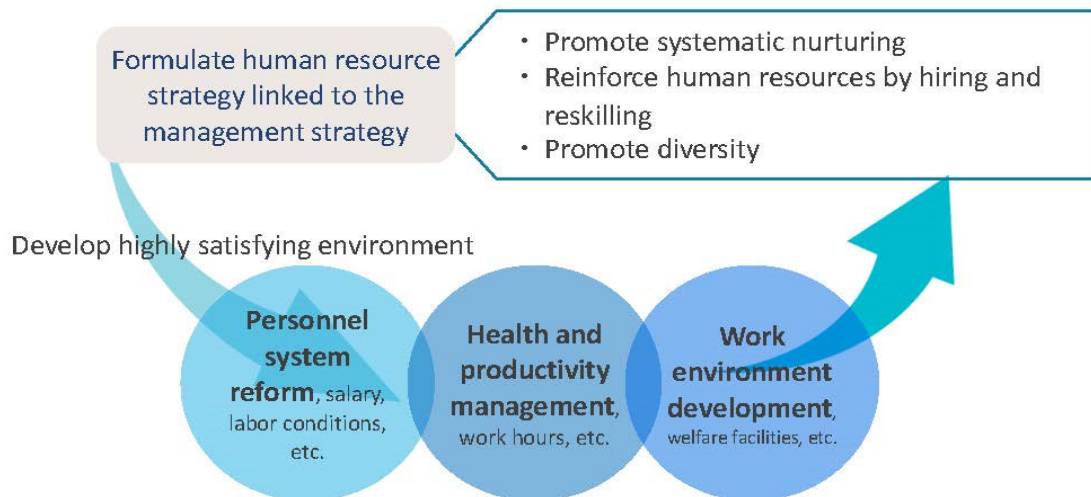 Formulate human resource
strategy linked to the
management strategy
・ Promote systematic nurturing
・ Reinforce human resources by hiring and
reskilling
・ Promote diversity
Develop highly satisfying environment
Personnel
system
reform, salary,
labor conditions,
etc.
Health and
productivity
management,
work hours, etc.
Work
environment
development,
welfare facilities, etc.